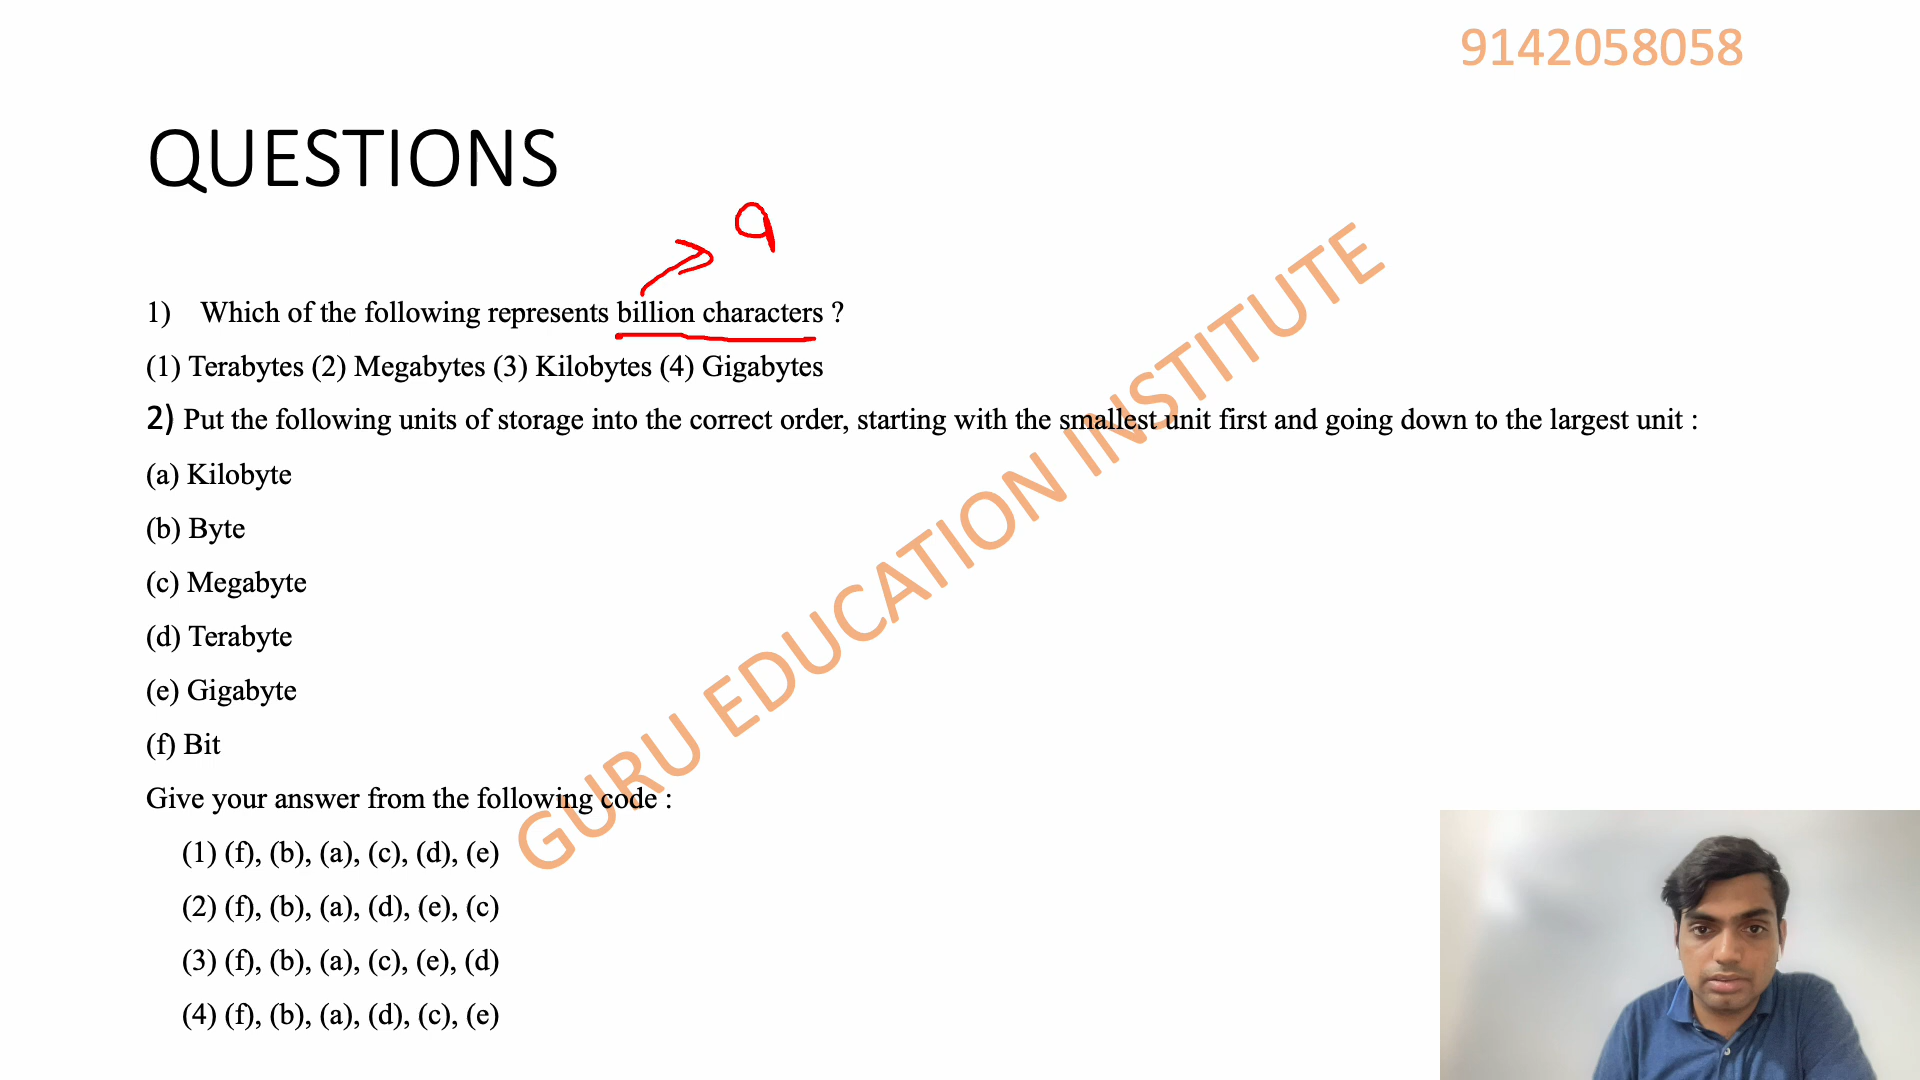 9142058058
QUESTIONS
9
1) Which of the following represents billion characters ?
(1) Terabytes (2) Megabytes (3) Kilobytes (4) Gigabytes
2) Put the following units of storage into the correct order, starting with the smallest unit first and going down to the largest unit :
(a) Kilobyte
(b) Byte
(c) Megabyte
(d) Terabyte
(e) Gigabyte
(f) Bit
Give your answer from the following code :
(1) (f), (b), (a), (c), (d), (e)
(2) (f), (b), (a), (d), (e), (c)
(3) (f), (b), (a), (c), (e), (d)
(4) (f), (b), (a), (d), (c), (e)
GURU EDUCATION INSTITUTE